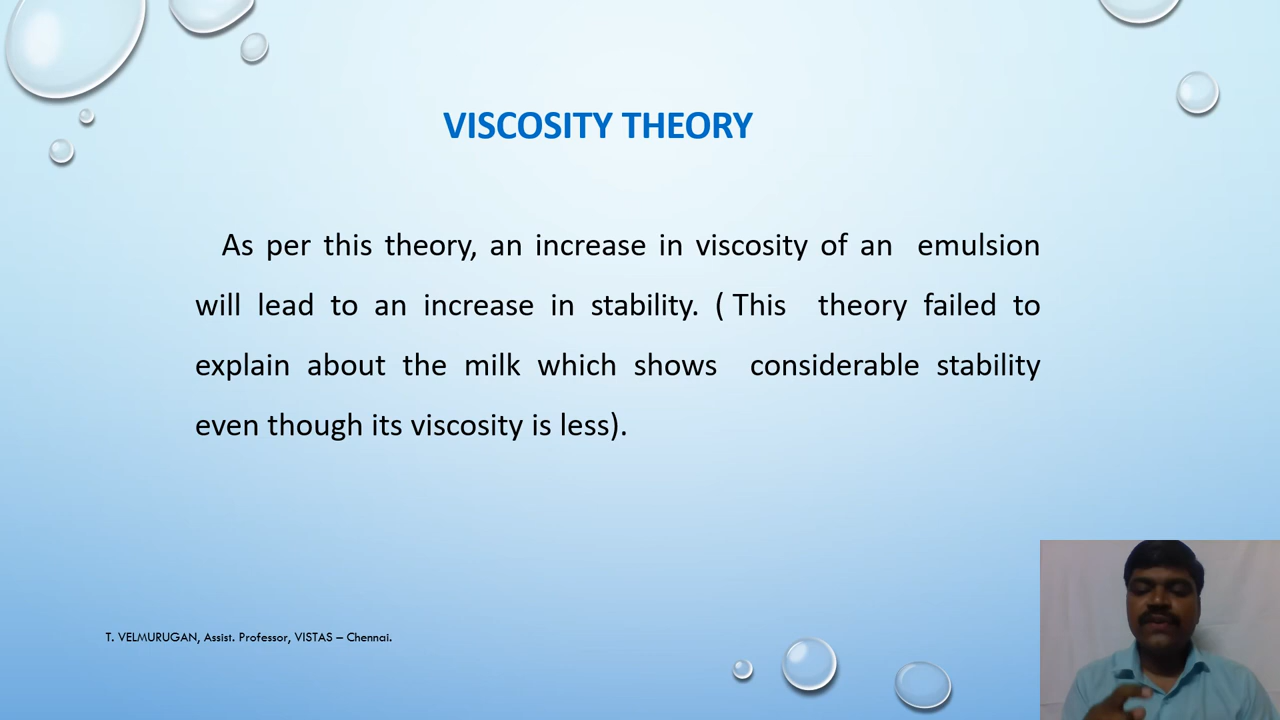 VISCOSITY THEORY
As per this theory, an increase in viscosity of an emulsion
will lead to an increase in stability. ( This theory failed to
explain about the milk which shows considerable stability
even though its viscosity is less).
T. VELMURUGAN, Assist. Professor, VISTAS – Chennai.